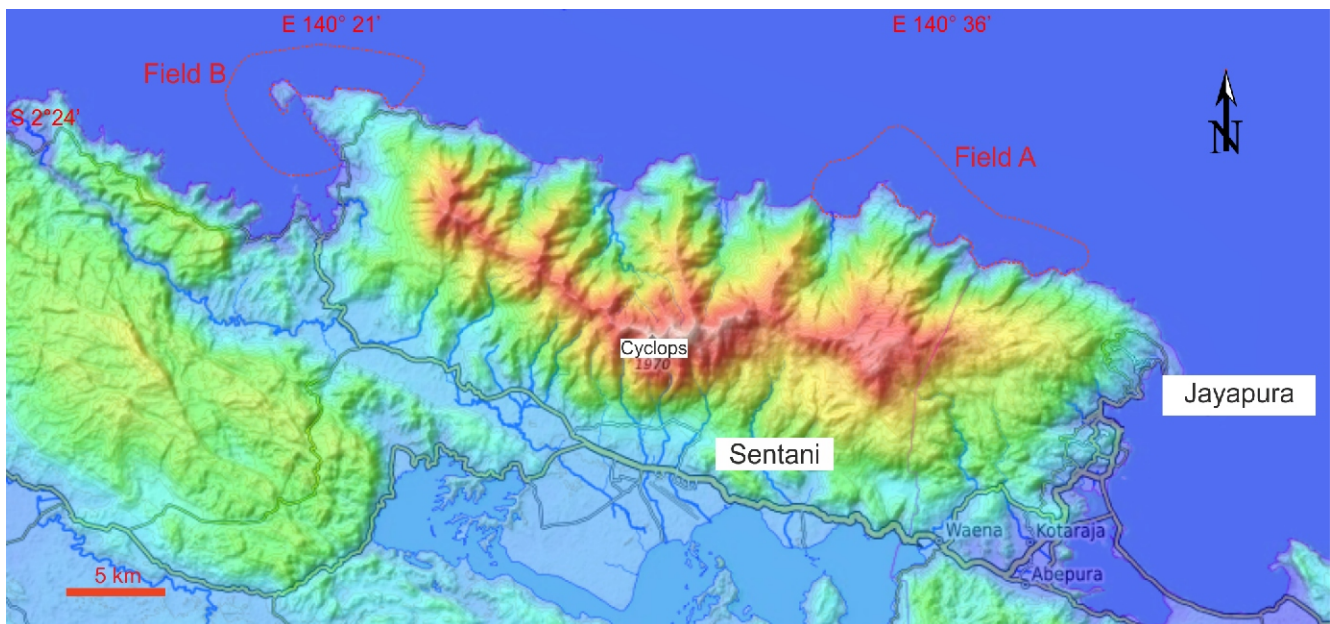 E 140° 21’
E 140° 36’
Field B
S 2°24’
Field A
N
Cyclops
1970
Jayapura
Sentani
Waena
Kotaraja
Abepura
5 km